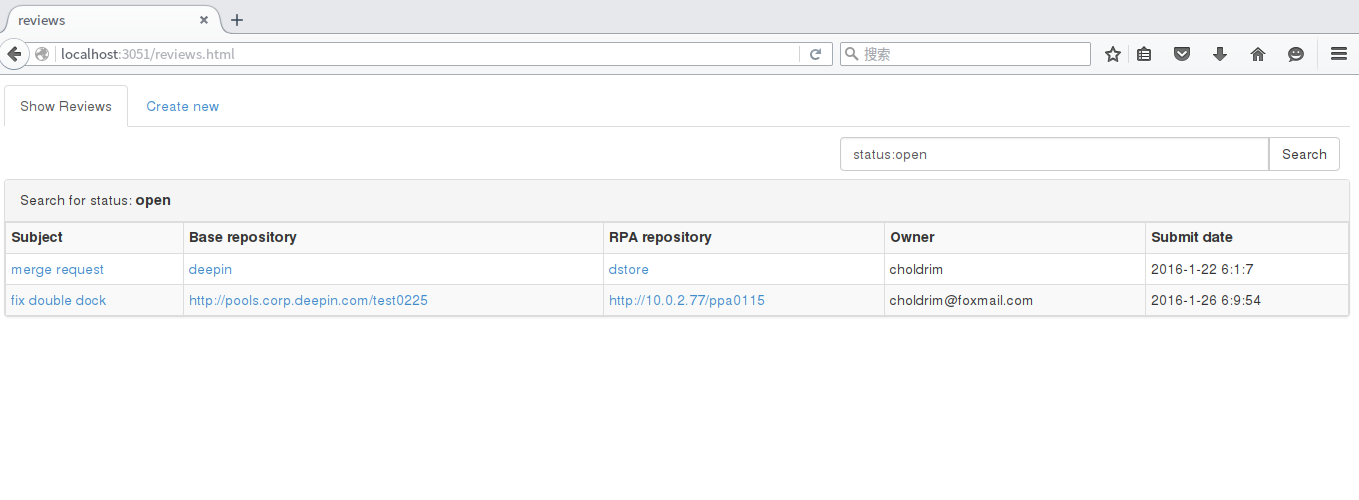 reviews
localhost:3051/reviews.html 搜索
Show Reviews Create new
status:open Search
Search for status: open
Subject Base repository RPA repository Owner Submit date
merge request deepin dstore choldrim 2016-1-22 6:1:7
fix double dock http://pools.corp.deepin.com/test0225 http://10.0.2.77/ppa0115 choldrim@foxmail.com 2016-1-26 6:9:54